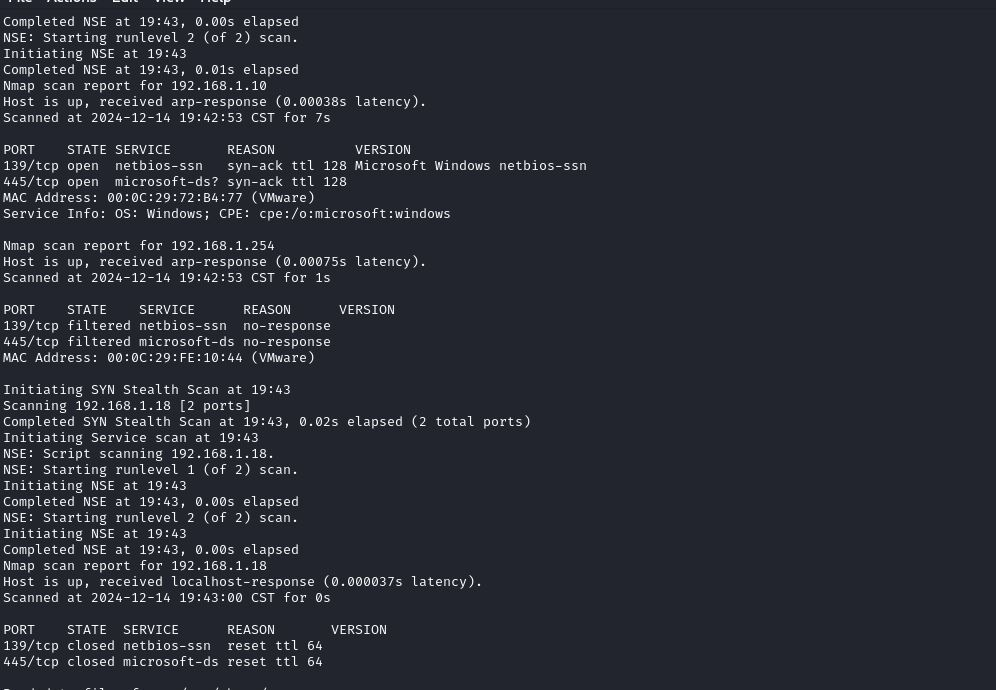 File Actions Edit View Help
Completed NSE at 19:43, 0.00s elapsed
NSE: Starting runlevel 2 (of 2) scan.
Initiating NSE at 19:43
Completed NSE at 19:43, 0.01s elapsed
Nmap scan report for 192.168.1.10
Host is up, received arp-response (0.00038s latency).
Scanned at 2024-12-14 19:42:53 CST for 7s
PORT    STATE SERVICE       REASON          VERSION
139/tcp open  netbios-ssn   syn-ack ttl 128 Microsoft Windows netbios-ssn
445/tcp open  microsoft-ds? syn-ack ttl 128
MAC Address: 00:0C:29:72:B4:77 (VMware)
Service Info: OS: Windows; CPE: cpe:/o:microsoft:windows
Nmap scan report for 192.168.1.254
Host is up, received arp-response (0.00075s latency).
Scanned at 2024-12-14 19:42:53 CST for 1s
PORT    STATE    SERVICE      REASON      VERSION
139/tcp filtered netbios-ssn  no-response
445/tcp filtered microsoft-ds no-response
MAC Address: 00:0C:29:FE:10:44 (VMware)
Initiating SYN Stealth Scan at 19:43
Scanning 192.168.1.18 [2 ports]
Completed SYN Stealth Scan at 19:43, 0.02s elapsed (2 total ports)
Initiating Service scan at 19:43
NSE: Script scanning 192.168.1.18.
NSE: Starting runlevel 1 (of 2) scan.
Initiating NSE at 19:43
Completed NSE at 19:43, 0.00s elapsed
NSE: Starting runlevel 2 (of 2) scan.
Initiating NSE at 19:43
Completed NSE at 19:43, 0.00s elapsed
Nmap scan report for 192.168.1.18
Host is up, received localhost-response (0.000037s latency).
Scanned at 2024-12-14 19:43:00 CST for 0s
PORT    STATE  SERVICE      REASON       VERSION
139/tcp closed netbios-ssn  reset ttl 64
445/tcp closed microsoft-ds reset ttl 64